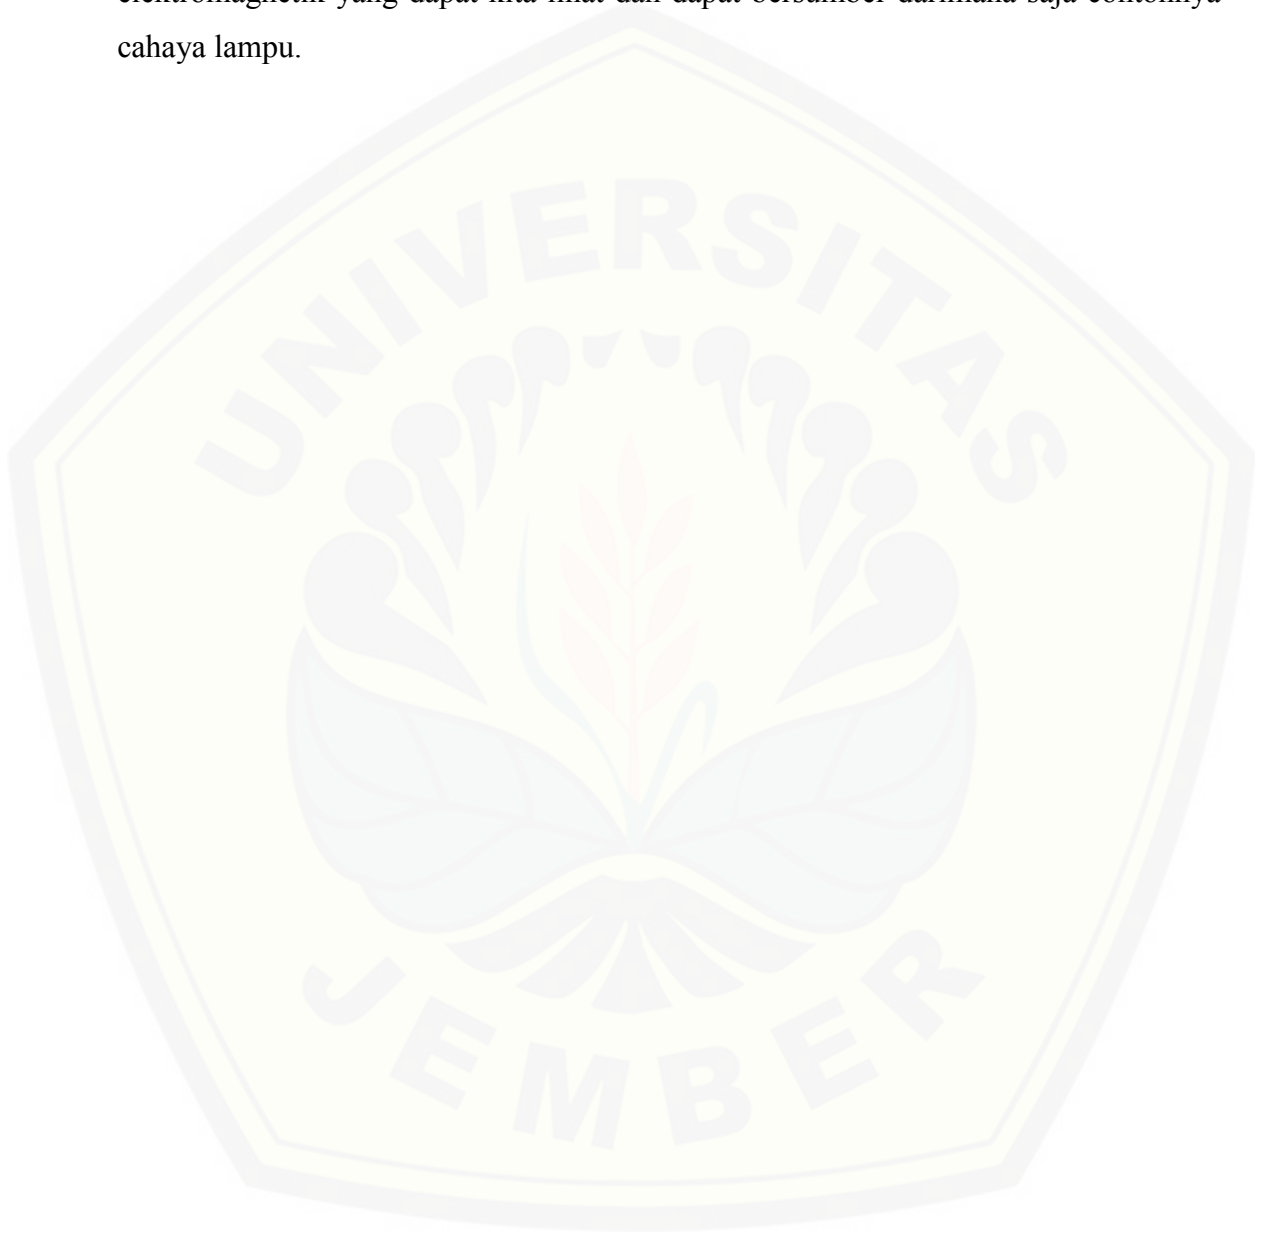 elektromagnetik yang dapat kita lihat dan dapat bersumber darimana saja contohnya
cahaya lampu.
UNIVERSITAS
JEMBER